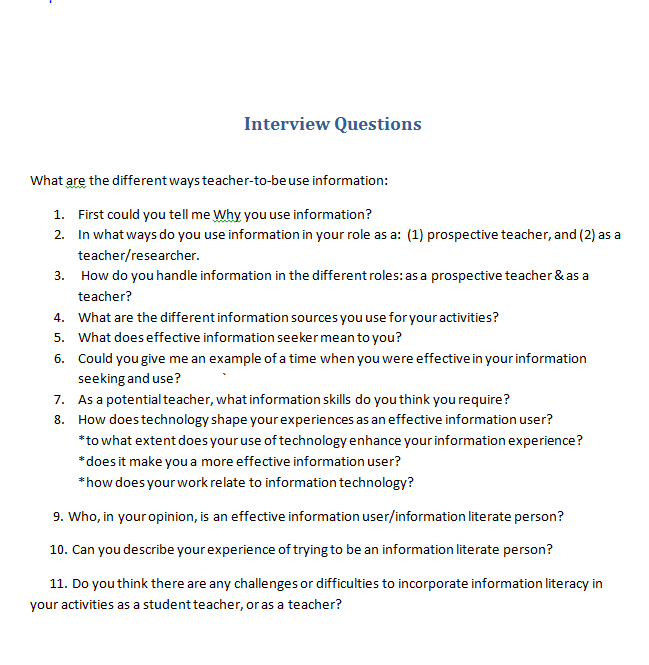 Interview Questions
What are the different ways teacher-to-be use information:
1. First could you tell me Why you use information?
2. In what ways do you use information in your role as a: (1) prospective teacher, and (2) as a
teacher/researcher.
3. How do you handle information in the different roles: as a prospective teacher & as a
teacher?
4. What are the different information sources you use for your activities?
5. What does effective information seeker mean to you?
6. Could you give me an example of a time when you were effective in your information
seeking and use? `
7. As a potential teacher, what information skills do you think you require?
8. How does technology shape your experiences as an effective information user?
*to what extent does your use of technology enhance your information experience?
*does it make you a more effective information user?
*how does your work relate to information technology?
9. Who, in your opinion, is an effective information user/information literate person?
10. Can you describe your experience of trying to be an information literate person?
11. Do you think there are any challenges or difficulties to incorporate information literacy in
your activities as a student teacher, or as a teacher?